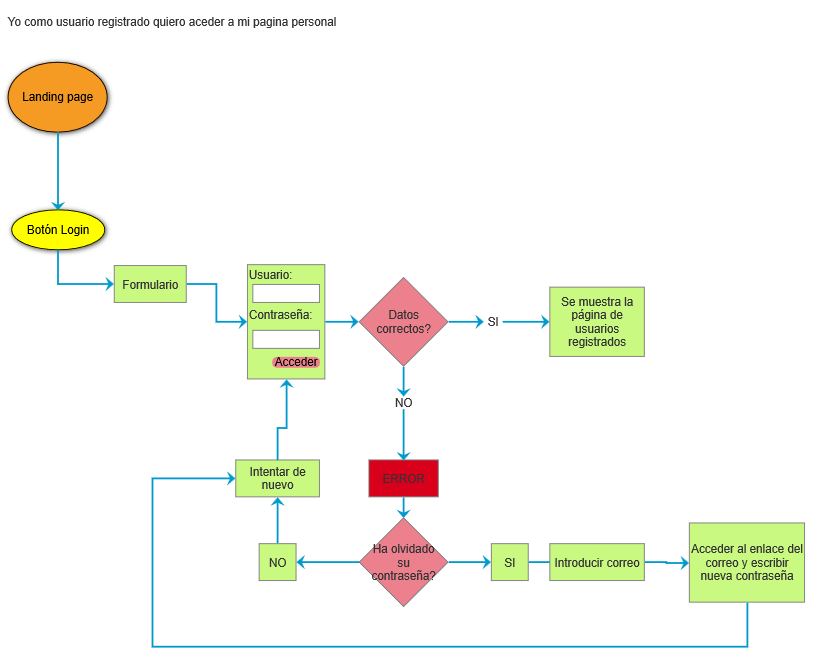 Yo como usuario registrado quiero aceder a mi pagina personal
Landing page
Botón Login
Formulario
Usuario:
Contraseña:
Acceder
Datos
correctos?
SI
Se muestra la
página de
usuarios
registrados
NO
ERROR
Intentar de
nuevo
Ha olvidado
su
contraseña?
NO
SI
Introducir correo
Acceder al enlace del
correo y escribir
nueva contraseña